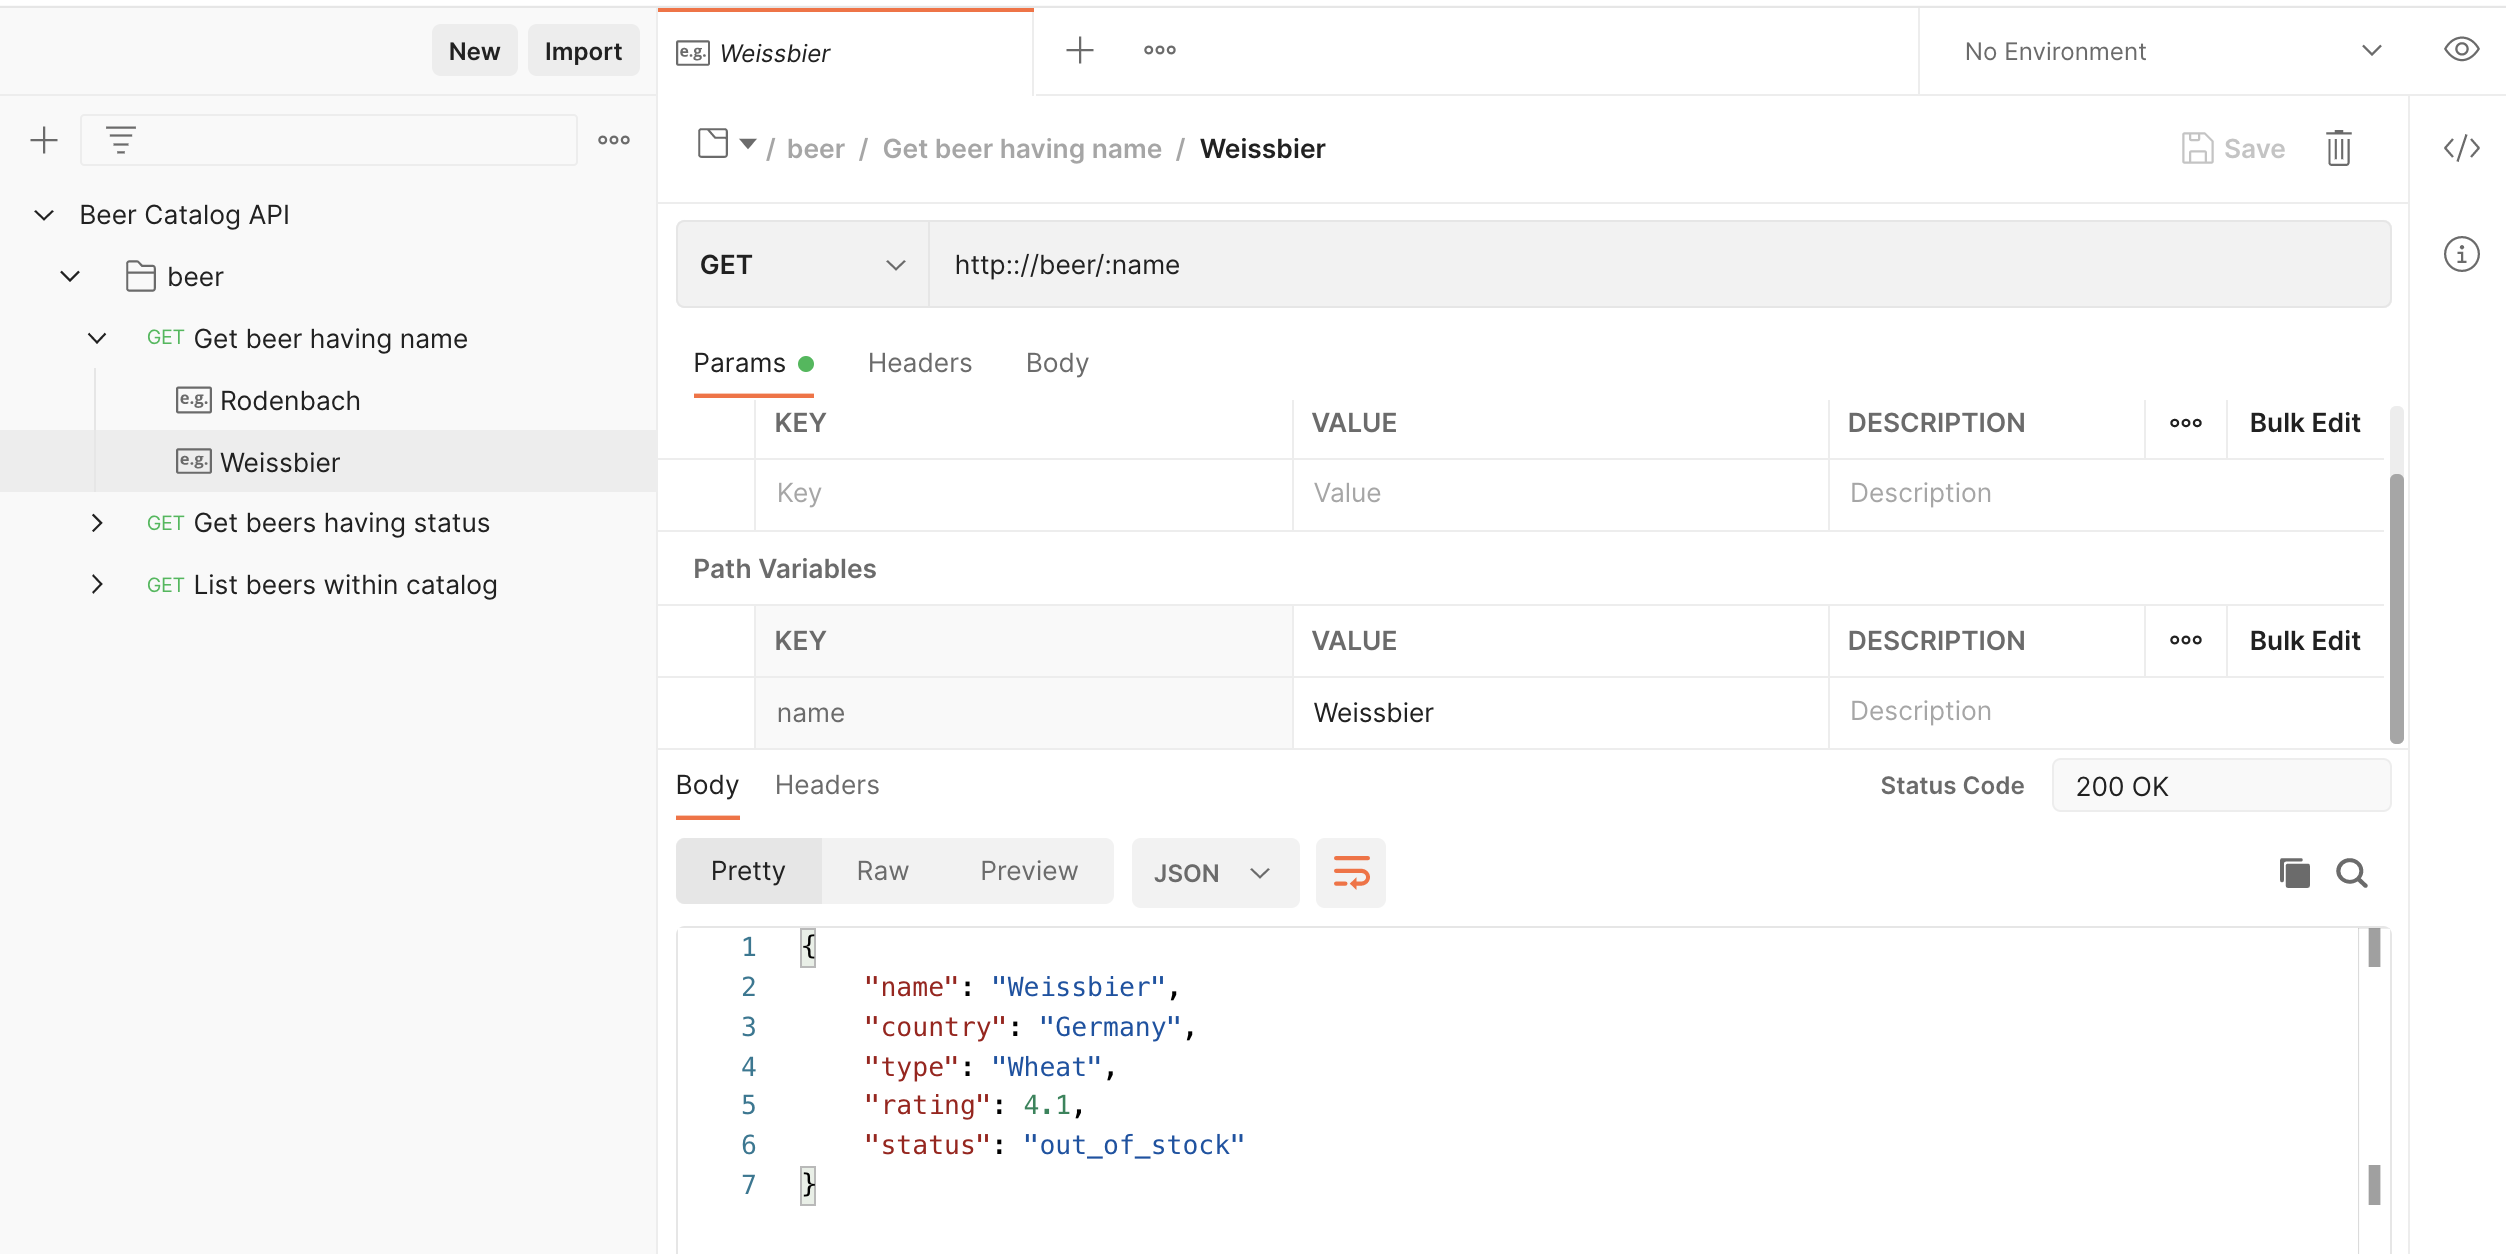 New Import
e.g. Weissbier
No Environment
/ beer / Get beer having name / Weissbier
Save
Beer Catalog API
beer
GET Get beer having name
e.g. Rodenbach
e.g. Weissbier
GET Get beers having status
GET List beers within catalog
GET http:://beer/:name
Params Headers Body
KEY VALUE DESCRIPTION Bulk Edit
Key Value Description
Path Variables
KEY VALUE DESCRIPTION Bulk Edit
name Weissbier Description
Body Headers Status Code 200 OK
Pretty Raw Preview JSON
1 {
2 "name": "Weissbier",
3 "country": "Germany",
4 "type": "Wheat",
5 "rating": 4.1,
6 "status": "out_of_stock"
7 }